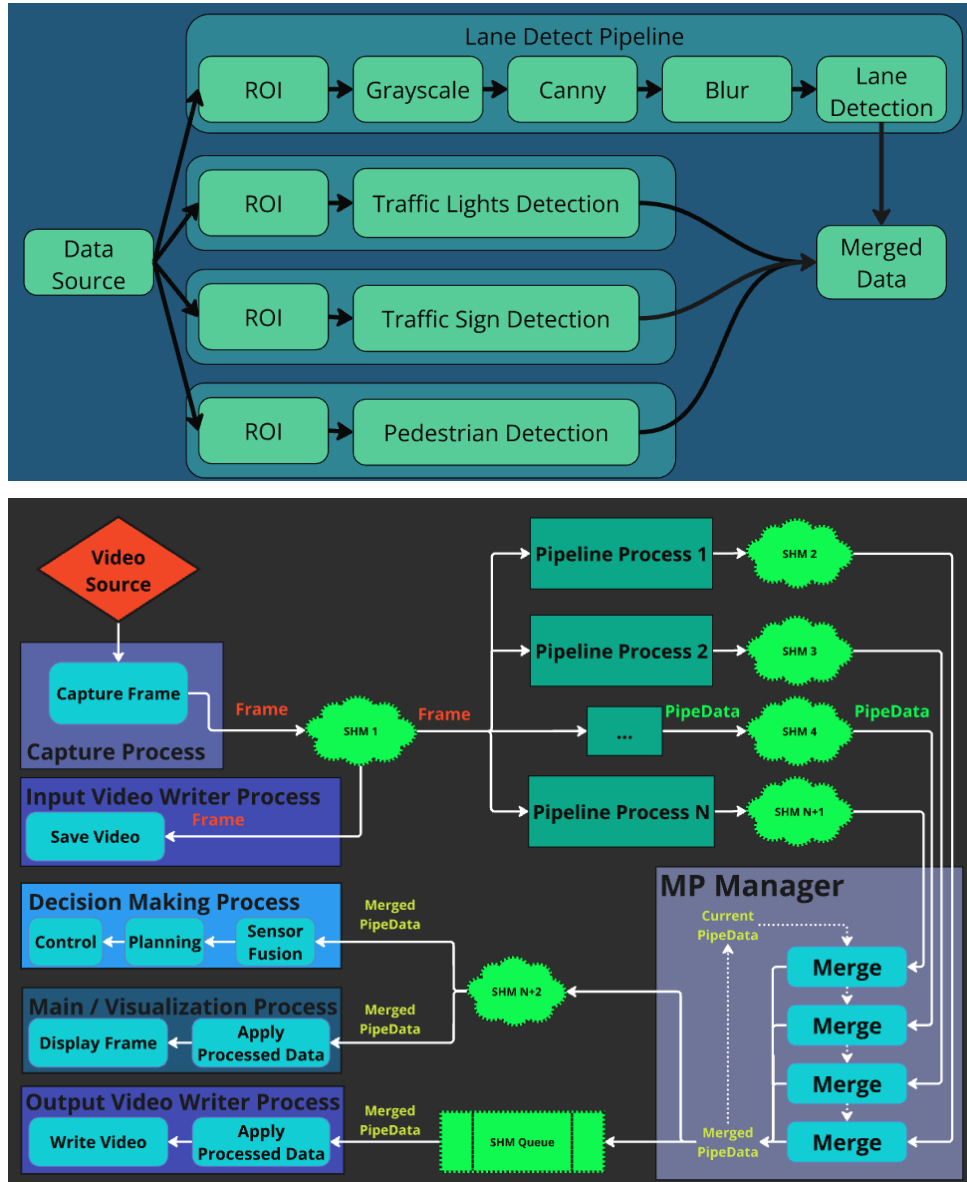 Lane Detect Pipeline
ROI
Grayscale
Canny
Blur
Lane
Detection
ROI
Traffic Lights Detection
Data
Source
Merged
Data
ROI
Traffic Sign Detection
ROI
Pedestrian Detection
Video
Source
Pipeline Process 1
SHM 2
Capture Frame
Capture Process
Frame
SHM 1
Frame
Pipeline Process 2
SHM 3
...
PipeData
SHM 4
PipeData
Pipeline Process N
SHM N+1
Input Video Writer Process
Frame
Save Video
MP Manager
Current
PipeData
Merge
Merge
Merge
Merge
Merged
PipeData
Decision Making Process
Control
Planning
Sensor
Fusion
Merged
PipeData
SHM N+2
Main / Visualization Process
Display Frame
Apply
Processed Data
Merged
PipeData
Output Video Writer Process
Write Video
Apply
Processed Data
Merged
PipeData
SHM Queue